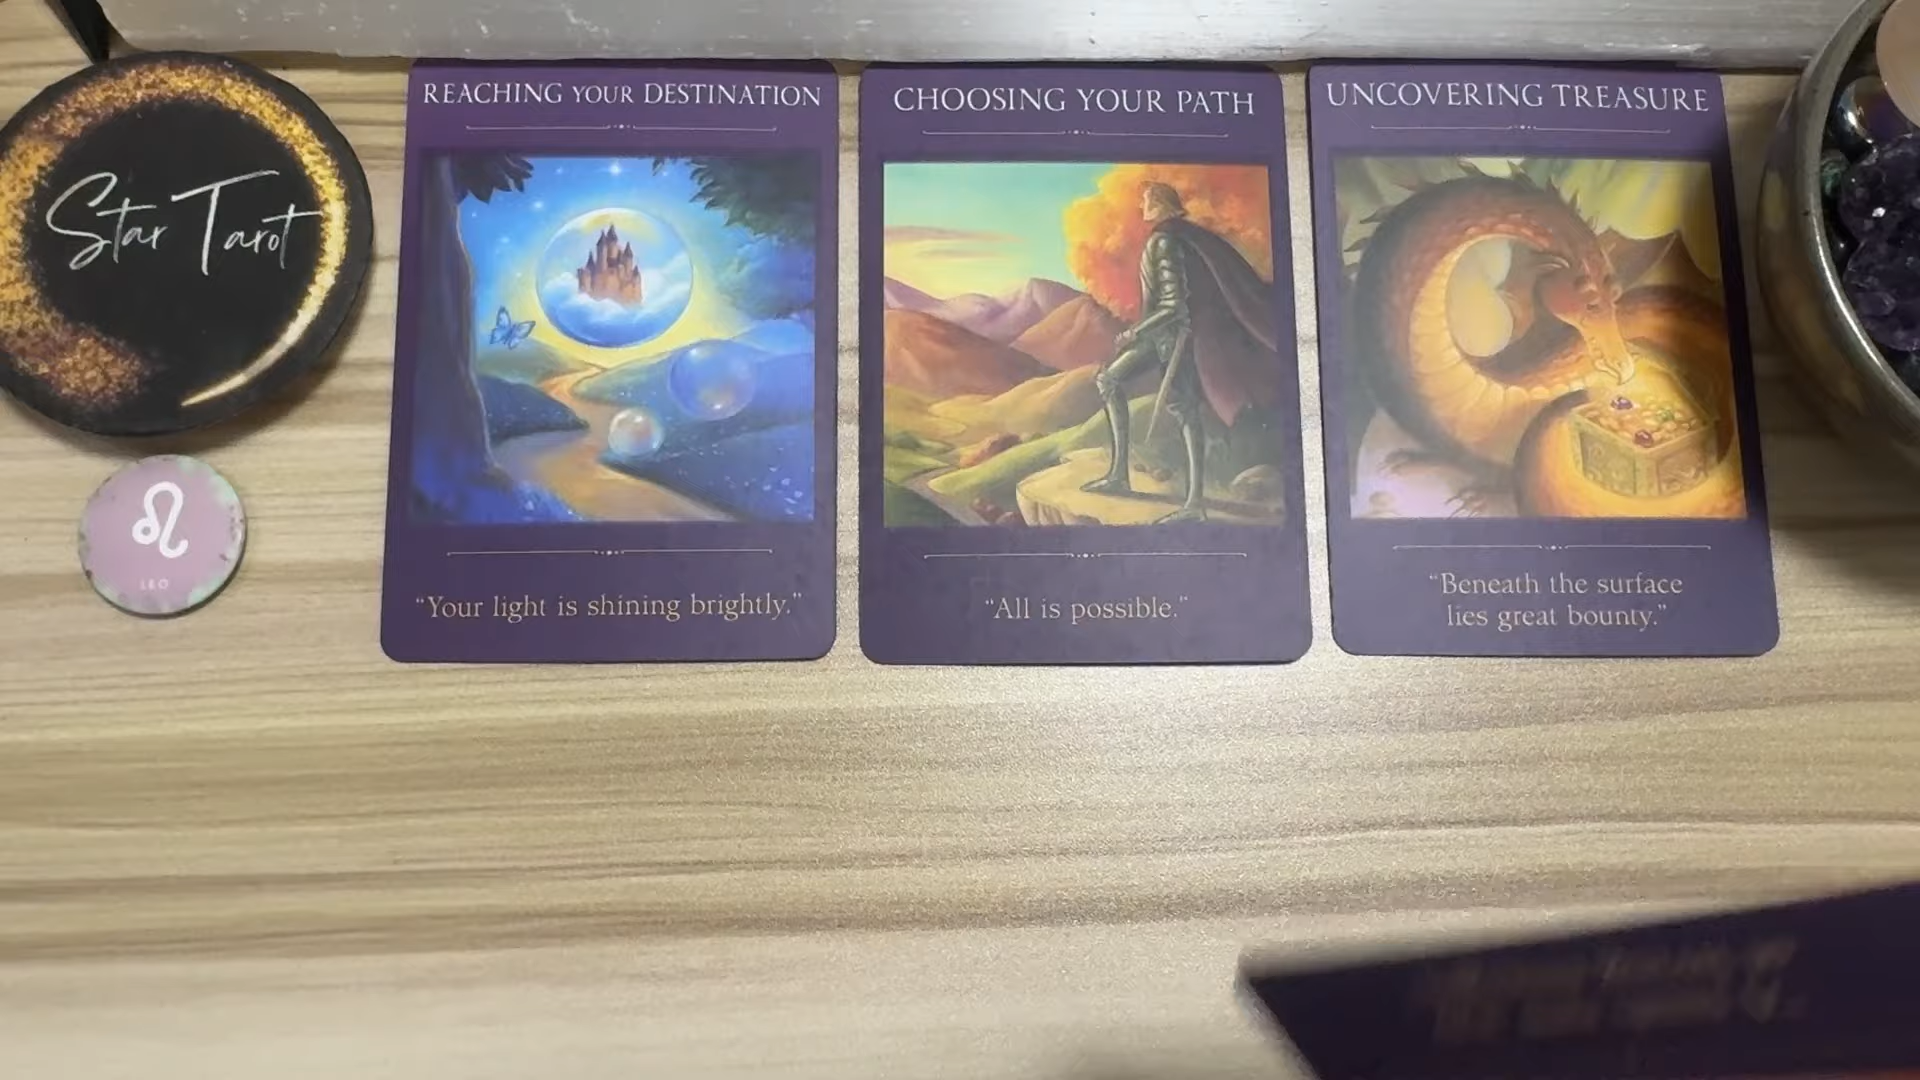 Star Tarot
♌
LEO
REACHING YOUR DESTINATION
"Your light is shining brightly."
CHOOSING YOUR PATH
"All is possible."
UNCOVERING TREASURE
"Beneath the surface
lies great bounty."